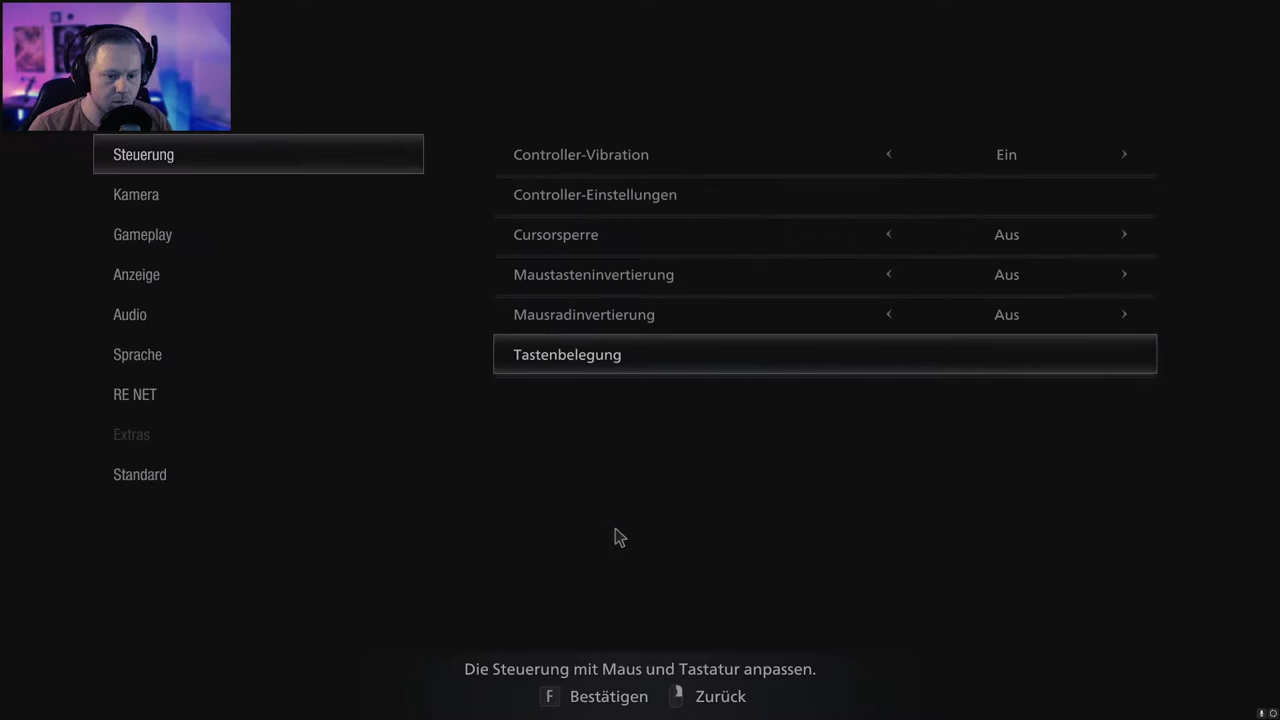 Steuerung
Kamera
Gameplay
Anzeige
Audio
Sprache
RE NET
Extras
Standard
Controller-Vibration Ein
Controller-Einstellungen
Cursorsperre Aus
Maustasteninvertierung Aus
Mausradinvertierung Aus
Tastenbelegung
Die Steuerung mit Maus und Tastatur anpassen.
F Bestätigen Zurück